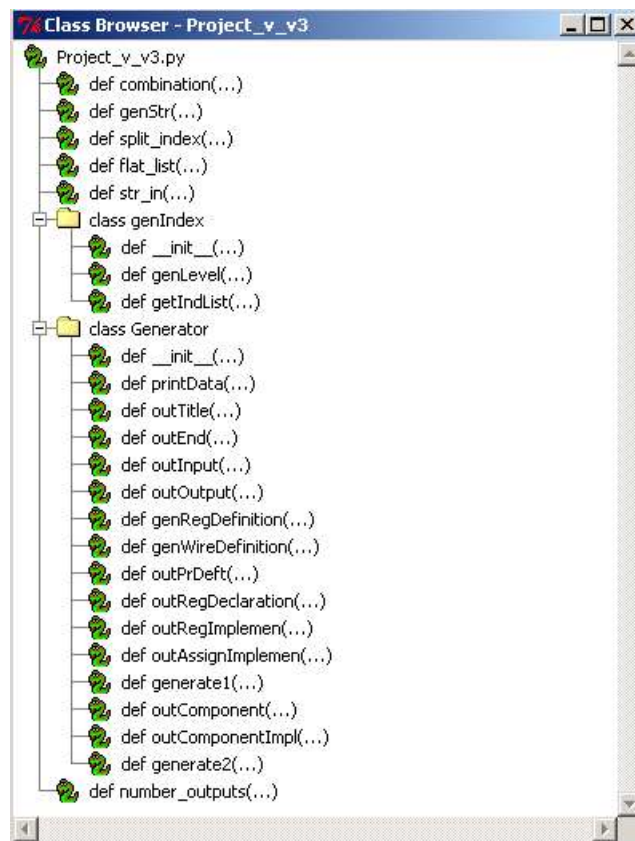 Class Browser - Project_v_v3
Project_v_v3.py
def combination(...)
def genStr(...)
def split_index(...)
def flat_list(...)
def str_in(...)
class genIndex
def __init__(...)
def genLevel(...)
def getIndList(...)
class Generator
def __init__(...)
def printData(...)
def outTitle(...)
def outEnd(...)
def outInput(...)
def outOutput(...)
def genRegDefinition(...)
def genWireDefinition(...)
def outPrDeft(...)
def outRegDeclaration(...)
def outRegImplemen(...)
def outAssignImplemen(...)
def generate1(...)
def outComponent(...)
def outComponentImpl(...)
def generate2(...)
def number_outputs(...)